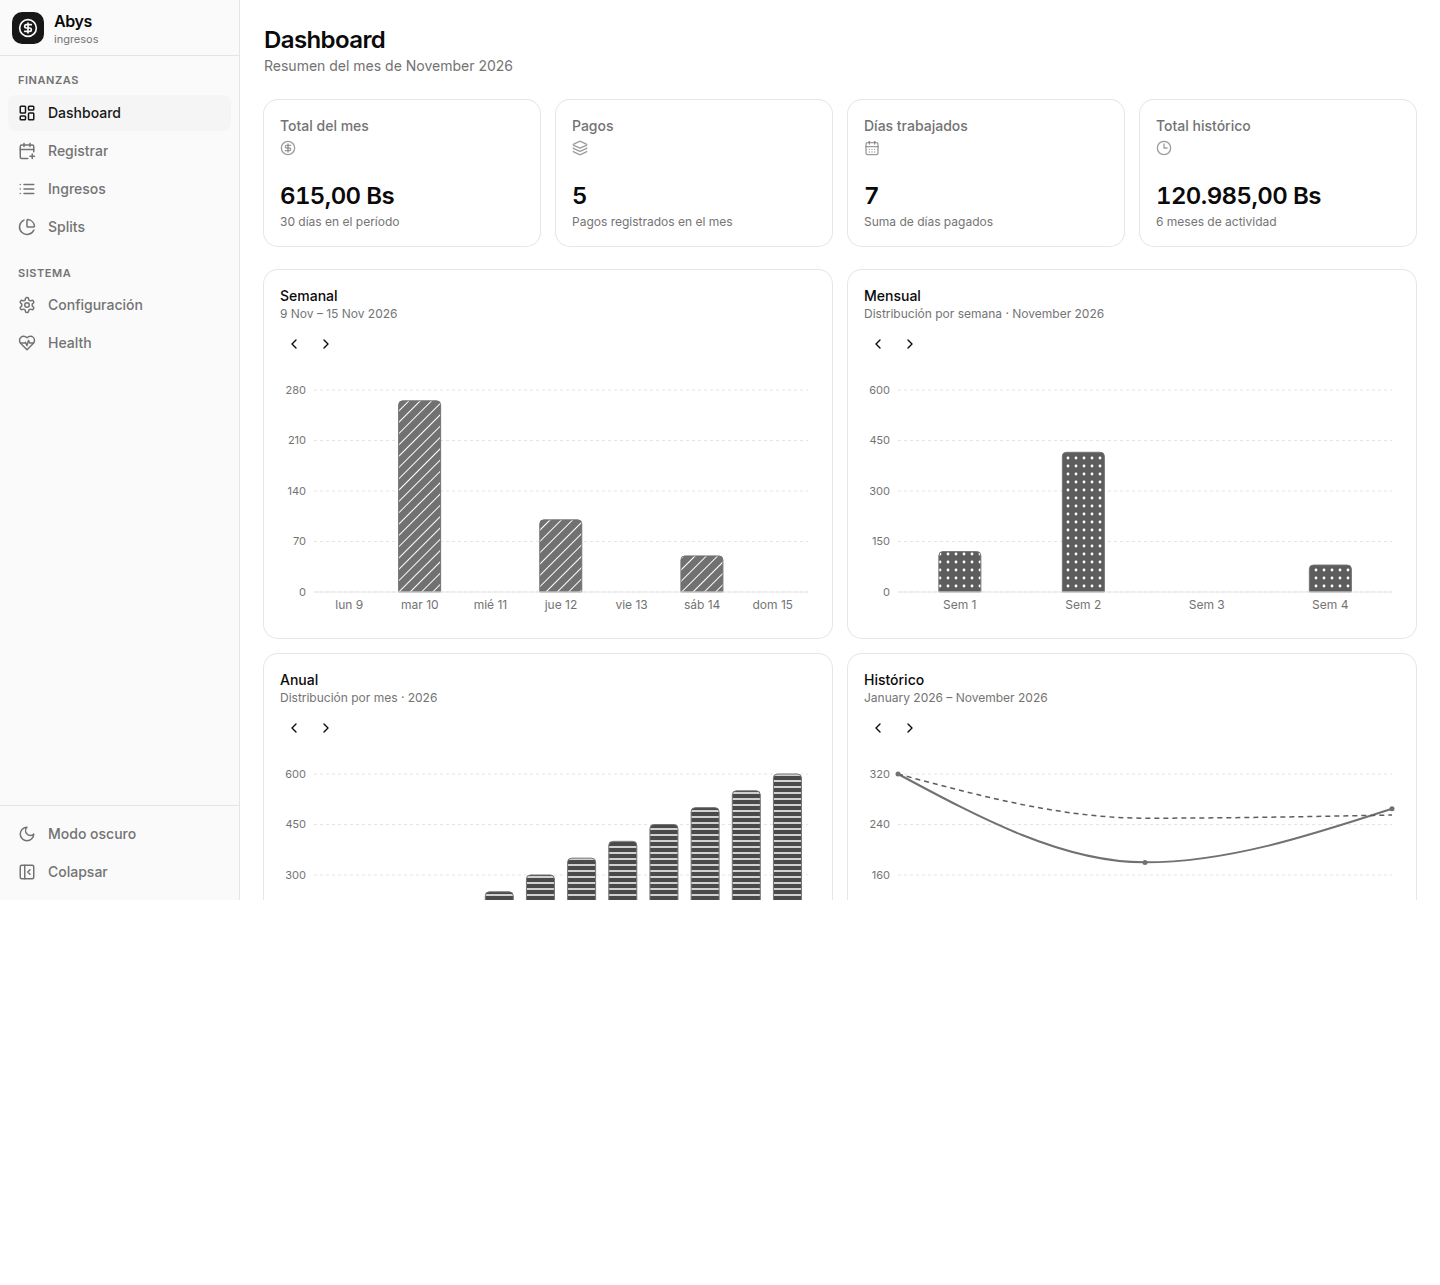 Abys
ingresos
FINANZAS
Dashboard
Registrar
Ingresos
Splits
SISTEMA
Configuración
Health
Modo oscuro
Colapsar
Dashboard
Resumen del mes de November 2026
Total del mes
615,00 Bs
30 días en el período
Pagos
5
Pagos registrados en el mes
Días trabajados
7
Suma de días pagados
Total histórico
120.985,00 Bs
6 meses de actividad
Semanal
9 Nov – 15 Nov 2026
280
210
140
70
0
lun 9 mar 10 mié 11 jue 12 vie 13 sáb 14 dom 15
Mensual
Distribución por semana · November 2026
600
450
300
150
0
Sem 1 Sem 2 Sem 3 Sem 4
Anual
Distribución por mes · 2026
600
450
300
Histórico
January 2026 – November 2026
320
240
160